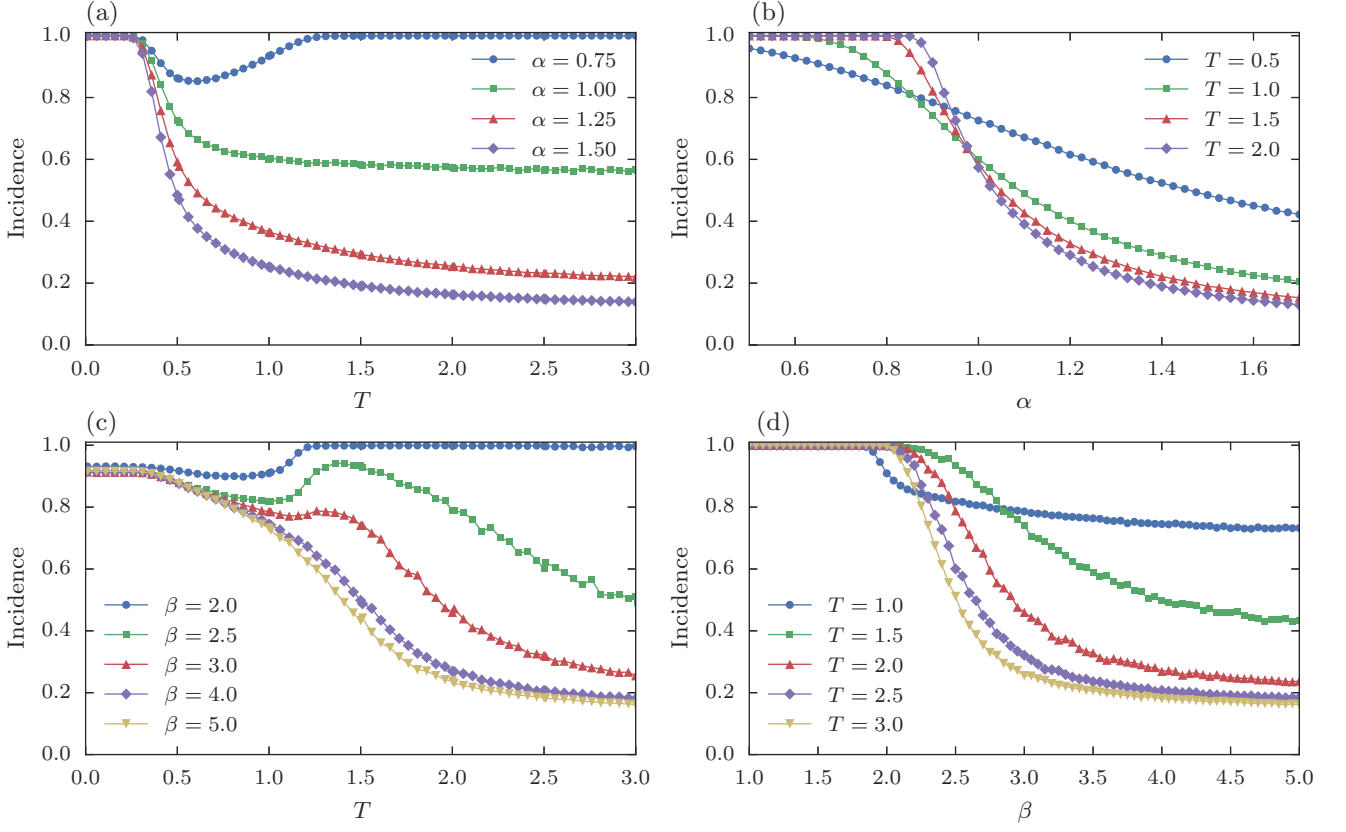 (a)
1.0
0.8
0.6
0.4
0.2
0.0
Incidence
α = 0.75
α = 1.00
α = 1.25
α = 1.50
0.0 0.5 1.0 1.5 2.0 2.5 3.0
T
(b)
1.0
0.8
0.6
0.4
0.2
0.0
Incidence
T = 0.5
T = 1.0
T = 1.5
T = 2.0
0.6 0.8 1.0 1.2 1.4 1.6
α
(c)
1.0
0.8
0.6
0.4
0.2
0.0
Incidence
β = 2.0
β = 2.5
β = 3.0
β = 4.0
β = 5.0
0.0 0.5 1.0 1.5 2.0 2.5 3.0
T
(d)
1.0
0.8
0.6
0.4
0.2
0.0
Incidence
T = 1.0
T = 1.5
T = 2.0
T = 2.5
T = 3.0
1.0 1.5 2.0 2.5 3.0 3.5 4.0 4.5 5.0
β